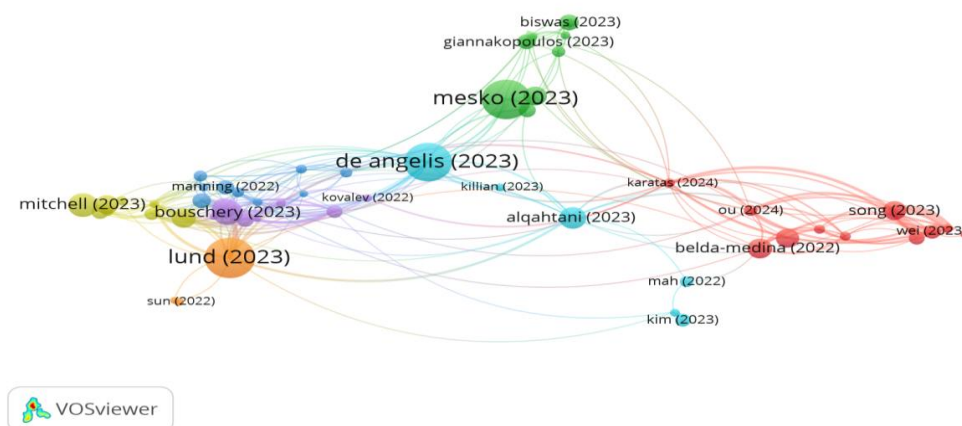 biswas (2023)
giannakopoulos (2023)
mesko (2023)
de angelis (2023)
manning (2022)
killian (2023)
karatas (2024)
mitchell (2023)
bouschery (2023)
kovalev (2022)
alqahtani (2023)
ou (2024)
song (2023)
wei (2023)
lund (2023)
belda-medina (2022)
mah (2022)
sun (2022)
kim (2023)
VOSviewer